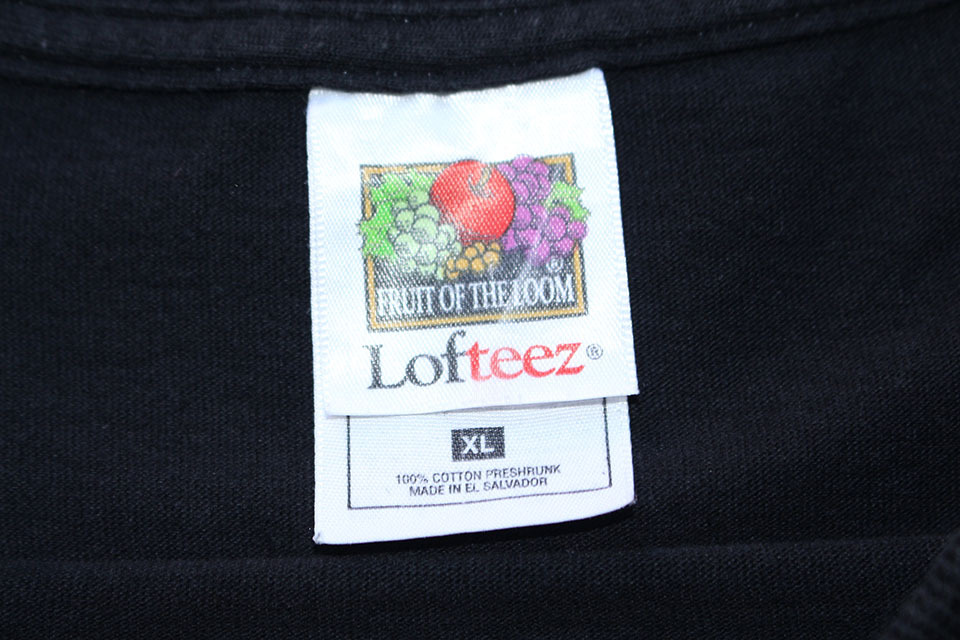 ®
FRUIT OF THE LOOM
Lofteez®
XL
100% COTTON PRESHRUNK
MADE IN EL SALVADOR